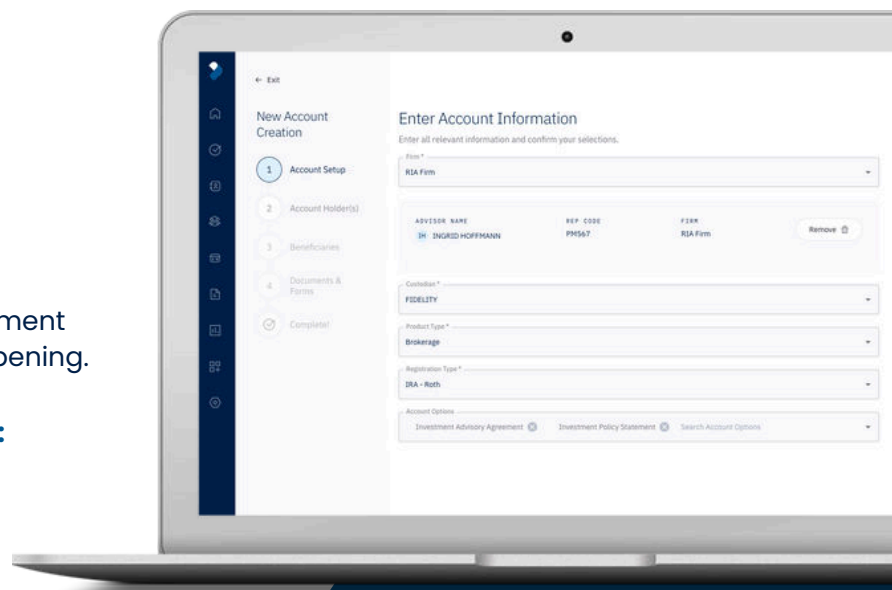 ment
pening.
:
← Exit
New Account
Creation
1 Account Setup
2 Account Holder(s)
3 Beneficiaries
4 Documents &
Forms
Complete!
Enter Account Information
Enter all relevant information and confirm your selections.
Firm *
RIA Firm
ADVISOR NAME REP CODE FIRM
IH INGRID HOFFMANN PM567 RIA Firm
Remove
Custodian *
FIDELITY
Product Type *
Brokerage
Registration Type *
IRA - Roth
Account Options
Investment Advisory Agreement Investment Policy Statement Search Account Options